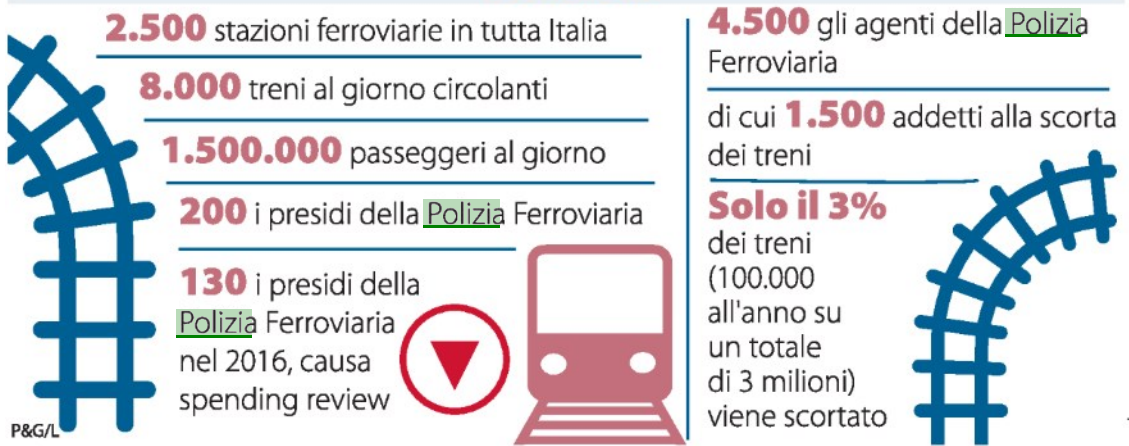 2.500 stazioni ferroviarie in tutta Italia
8.000 treni al giorno circolanti
1.500.000 passeggeri al giorno
200 i presidi della Polizia Ferroviaria
130 i presidi della
Polizia Ferroviaria
nel 2016, causa
spending review
P&G/L
4.500 gli agenti della Polizia
Ferroviaria
di cui 1.500 addetti alla scorta
dei treni
Solo il 3%
dei treni
(100.000
all'anno su
un totale
di 3 milioni)
viene scortato